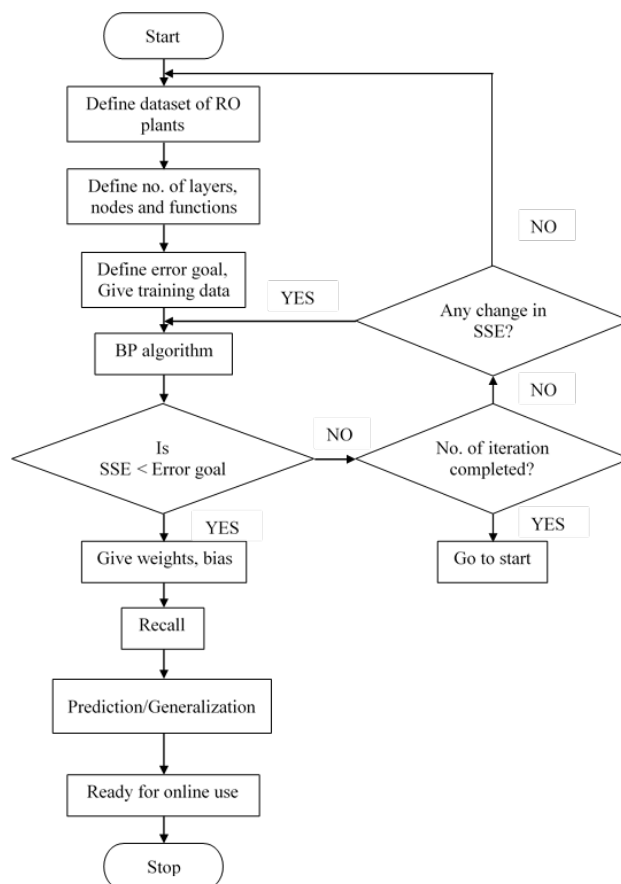 Start
Define dataset of RO
plants
Define no. of layers,
nodes and functions
NO
Define error goal,
Give training data
YES
Any change in
SSE?
BP algorithm
NO
Is
SSE < Error goal
NO
No. of iteration
completed?
YES
YES
Give weights, bias
Go to start
Recall
Prediction/Generalization
Ready for online use
Stop